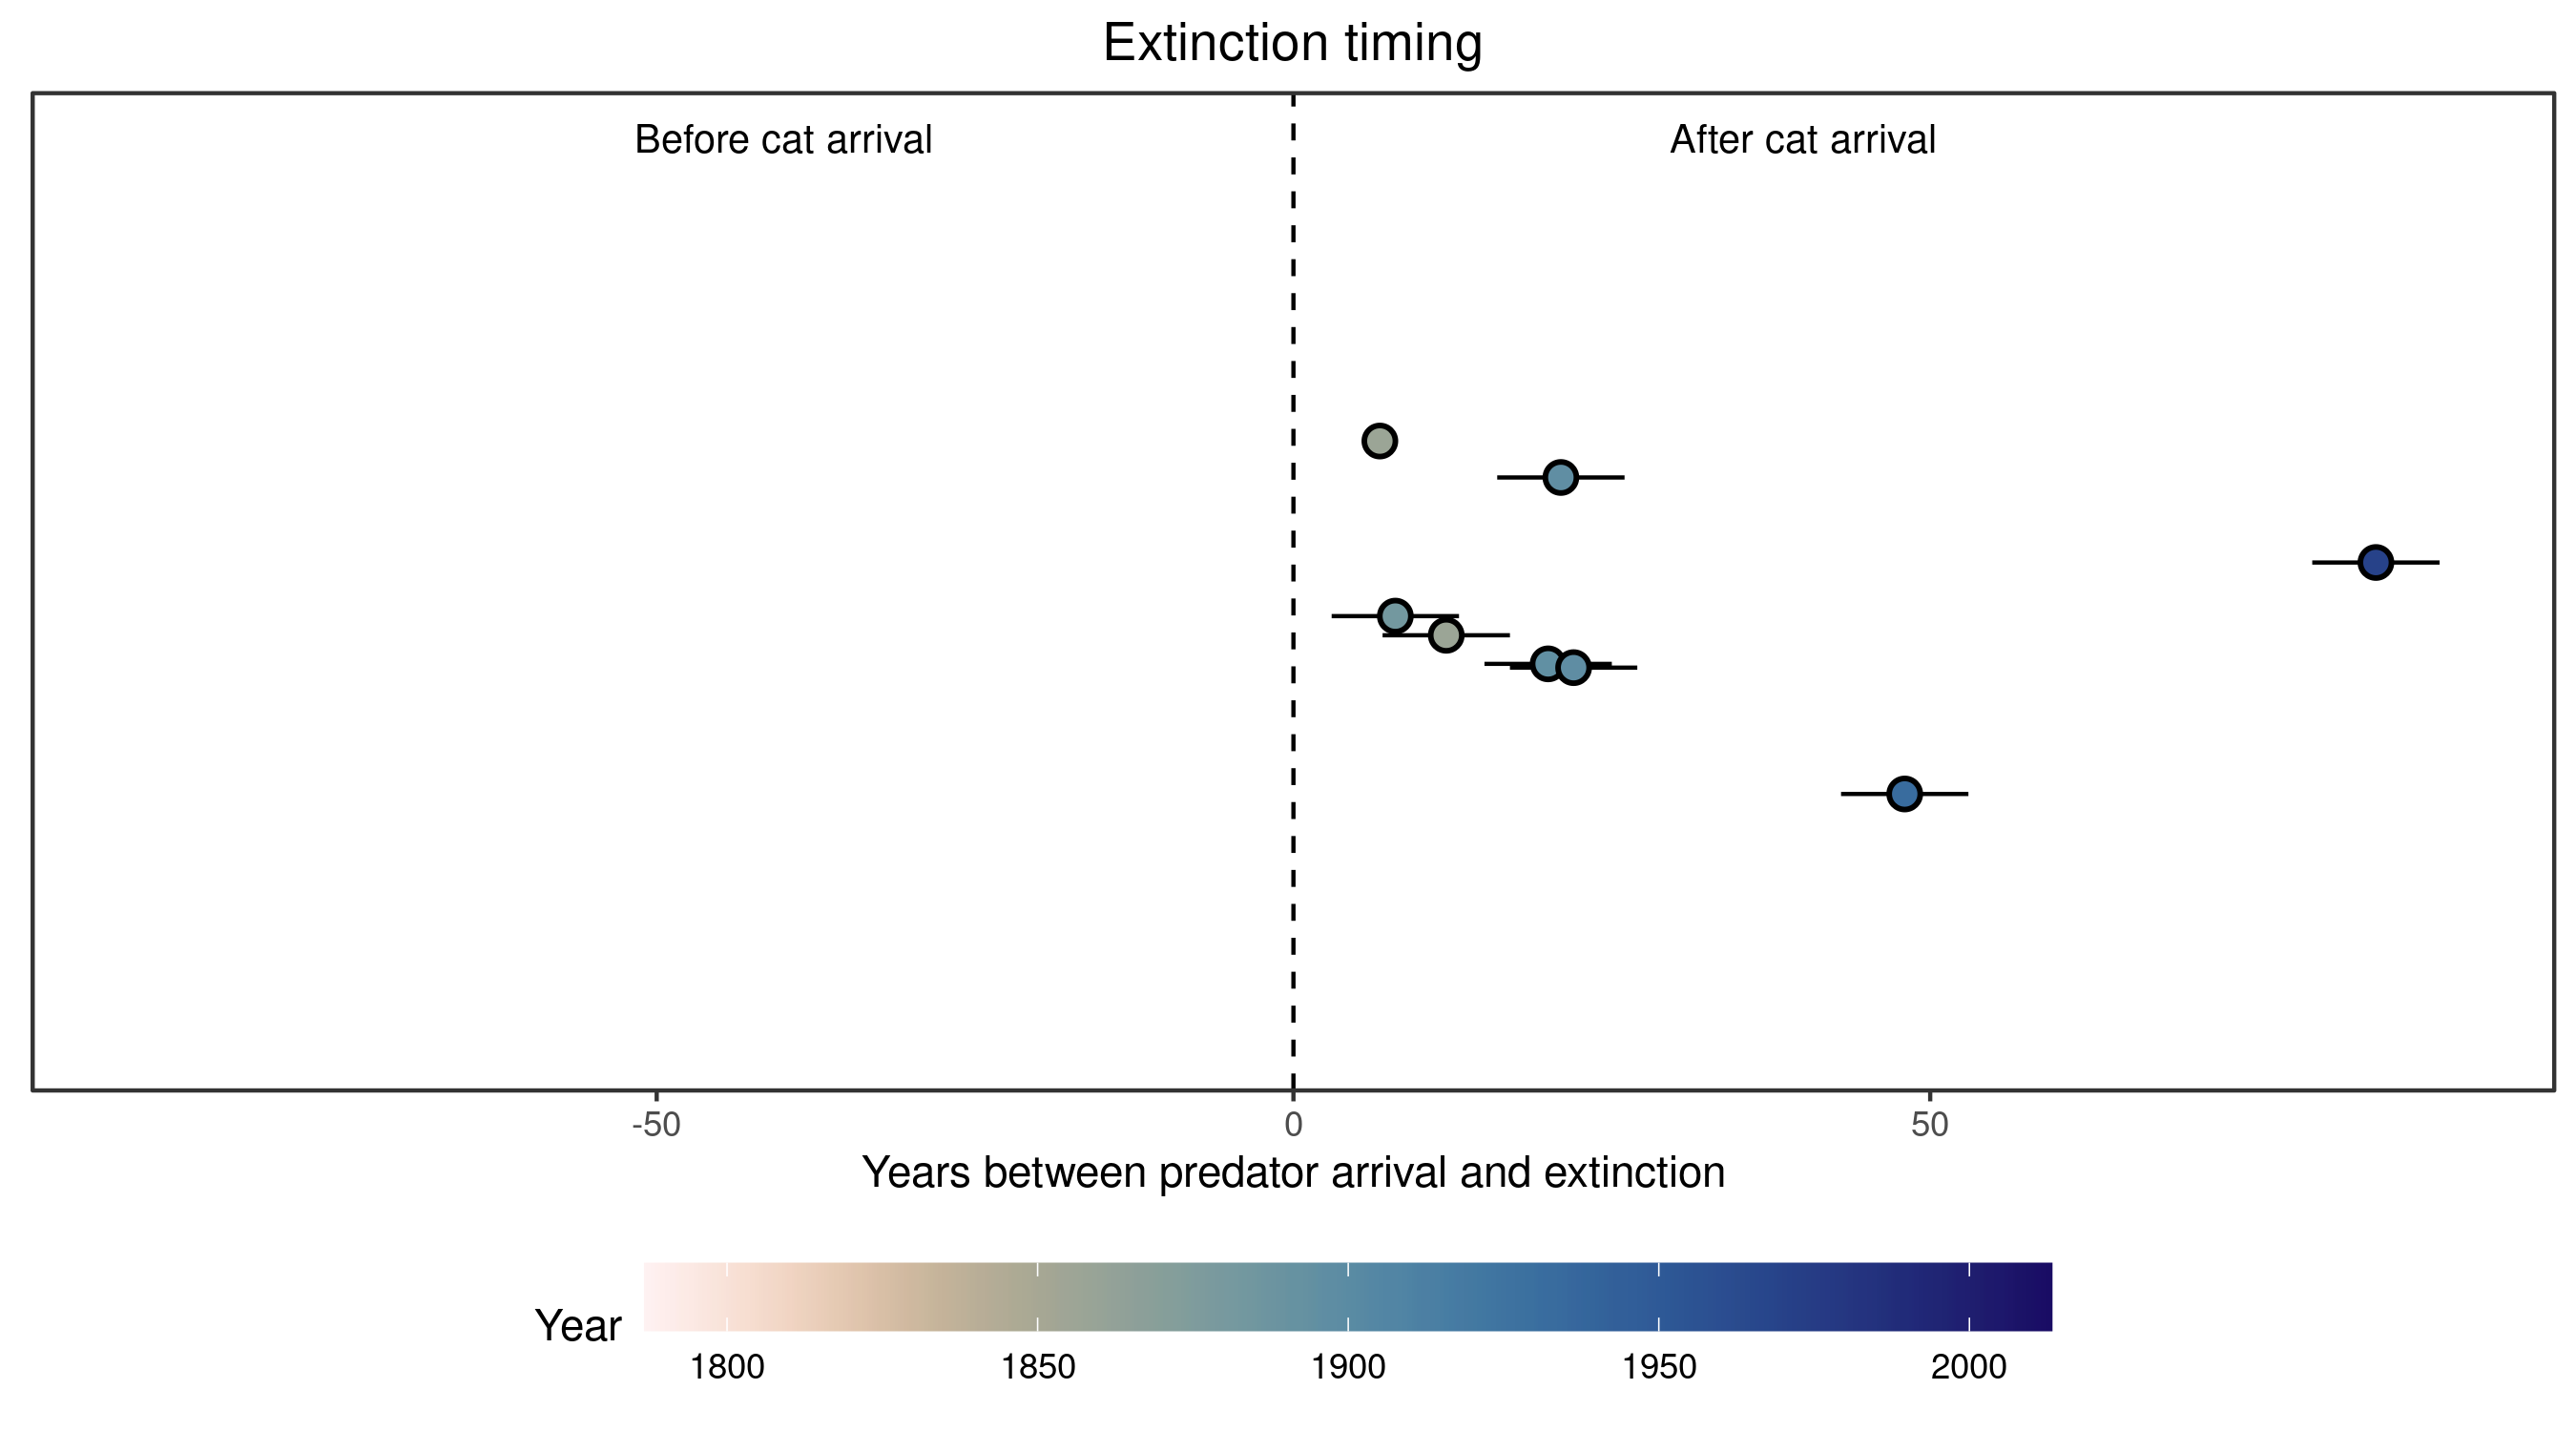 Extinction timing
Before cat arrival
After cat arrival
-50
0
50
Years between predator arrival and extinction
Year
1800
1850
1900
1950
2000